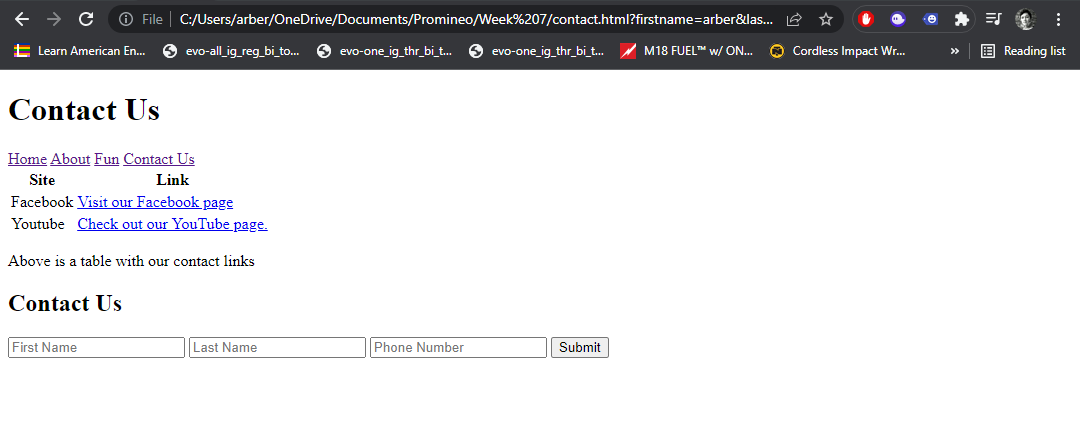 File C:/Users/arber/OneDrive/Documents/Promineo/Week%207/contact.html?firstname=arber&las...
Learn American En... evo-all_ig_reg_bi_to... evo-one_ig_thr_bi_t... evo-one_ig_thr_bi_t... M18 FUEL™ w/ ON... Cordless Impact Wr... » Reading list
Contact Us
Home About Fun Contact Us
Site Link
Facebook Visit our Facebook page
Youtube Check out our YouTube page.
Above is a table with our contact links
Contact Us
First Name Last Name Phone Number Submit